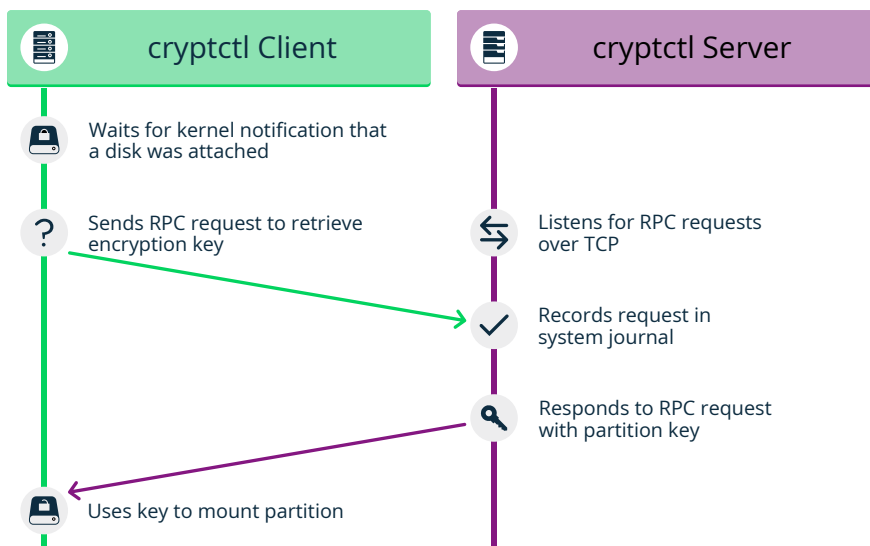 cryptctl Client
cryptctl Server
Waits for kernel notification that
a disk was attached
Sends RPC request to retrieve
encryption key
Listens for RPC requests
over TCP
Records request in
system journal
Responds to RPC request
with partition key
Uses key to mount partition